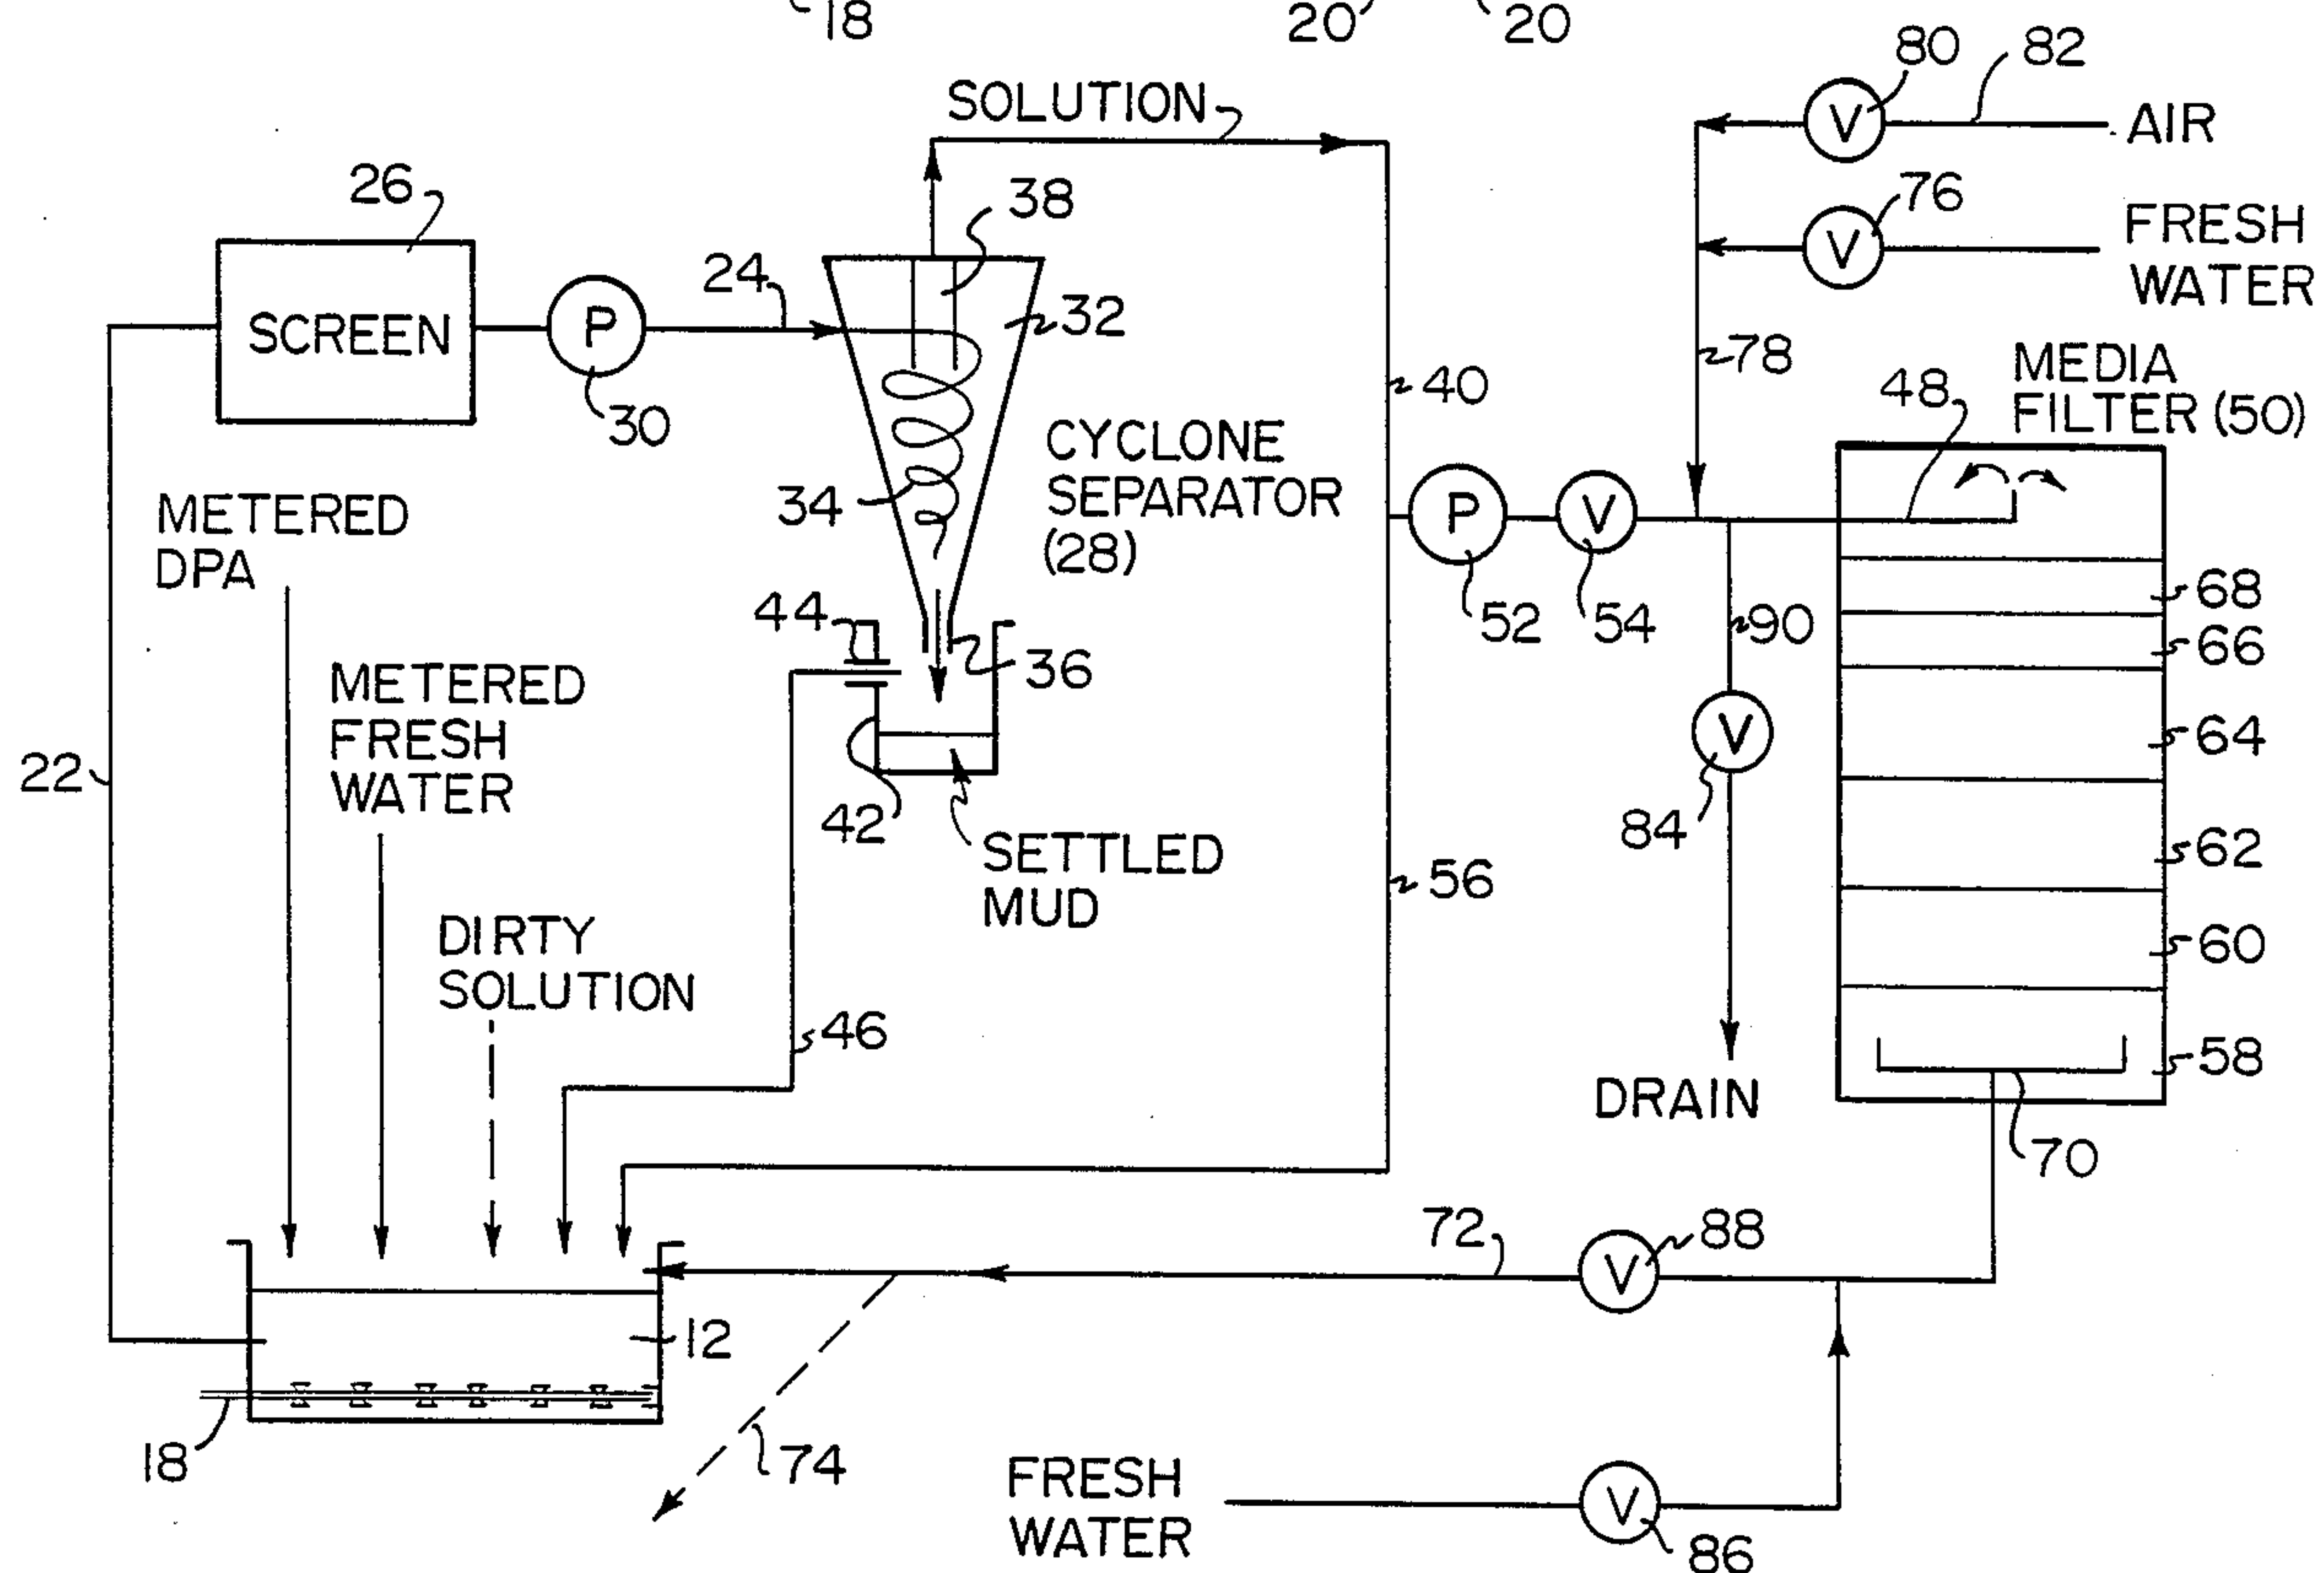 18
20
20
80
82
SOLUTION
AIR
26
38
76
FRESH
WATER
24
32
SCREEN
P
30
V
V
78
MEDIA
FILTER (50)
40
48
CYCLONE
SEPARATOR
(28)
34
METERED
DPA
P
V
52
54
68
44
90
66
36
METERED
FRESH
WATER
V
64
22
42
84
62
SETTLED
MUD
56
DIRTY
SOLUTION
60
46
58
DRAIN
70
72
88
V
12
18
74
FRESH
WATER
V
86